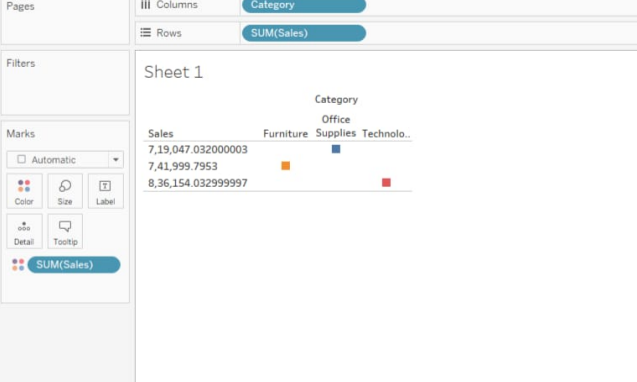 Pages
Columns
Category
Rows
SUM(Sales)
Filters
Sheet 1
Category
Marks
Sales
Furniture
Office Supplies
Technolo..
Automatic
7,19,047.032000003
7,41,999.7953
8,36,154.032999997
Color
Size
Label
Detail
Tooltip
SUM(Sales)